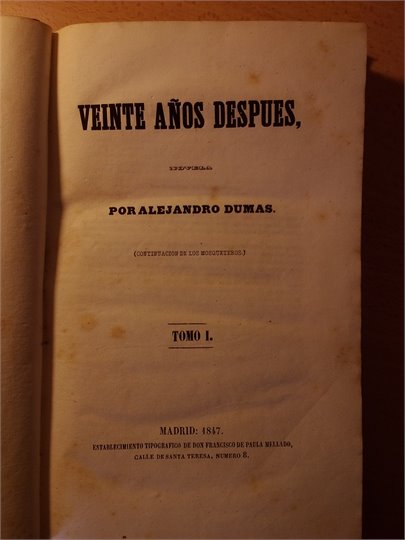 VEINTE AÑOS DESPUES,
NOVELA
POR ALEJANDRO DUMAS.
(CONTINUACION DE LOS MOSQUETEROS.)
TOMO I.
MADRID: 1847.
ESTABLECIMIENTO TIPOGRAFICO DE DON FRANCISCO DE PAULA MELLADO,
CALLE DE SANTA TERESA, NUMERO 8.